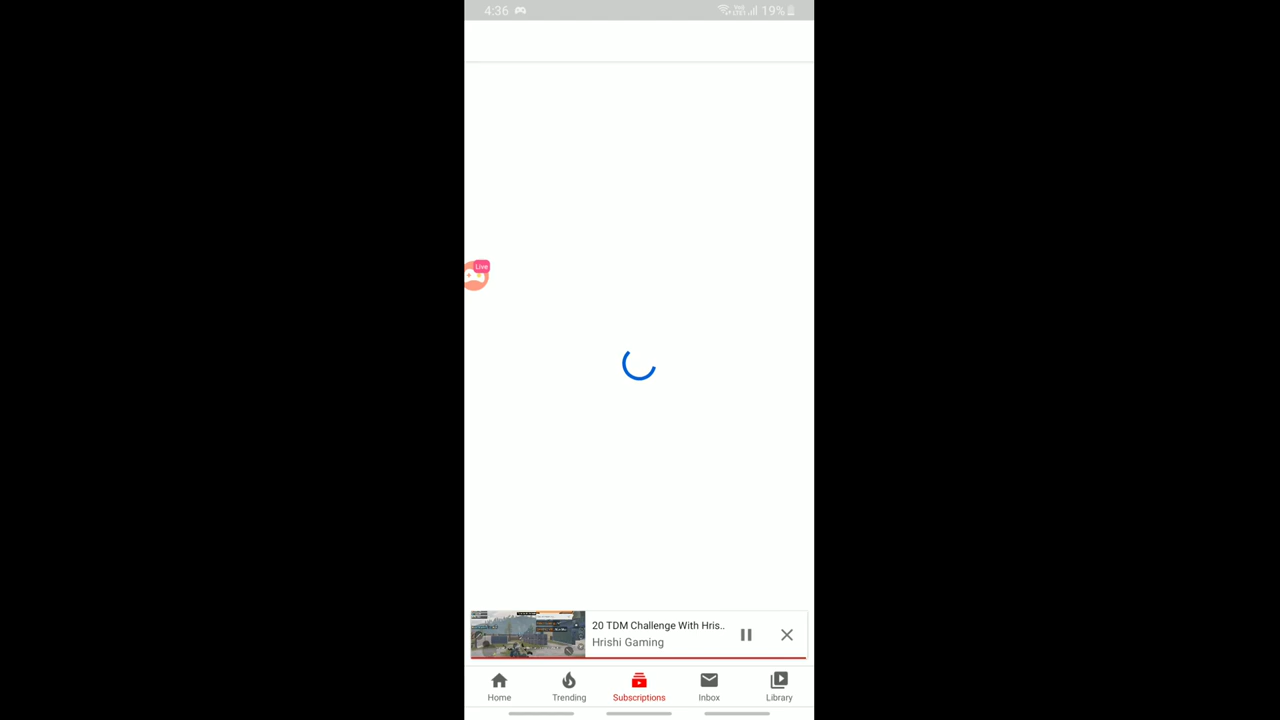 4:36
19%
Live
20 TDM Challenge With Hris..
Hrishi Gaming
Home
Trending
Subscriptions
Inbox
Library